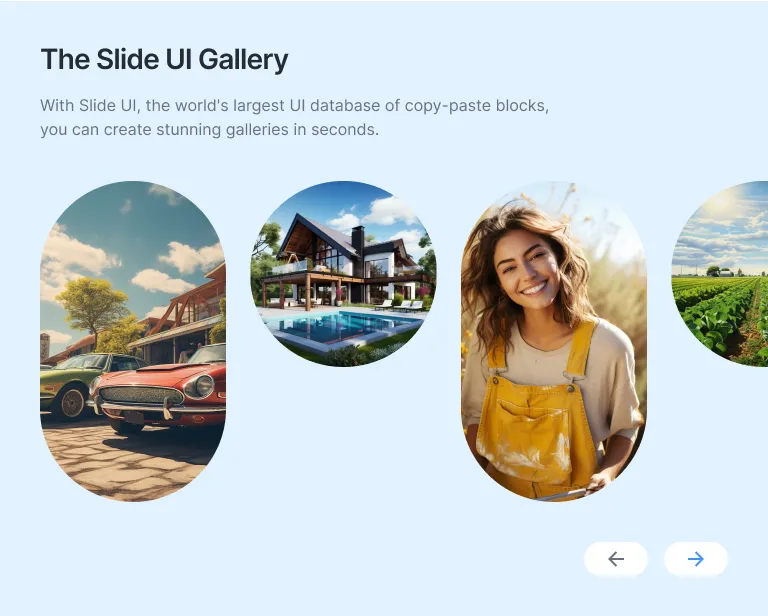 The Slide UI Gallery
With Slide UI, the world's largest UI database of copy-paste blocks,
you can create stunning galleries in seconds.